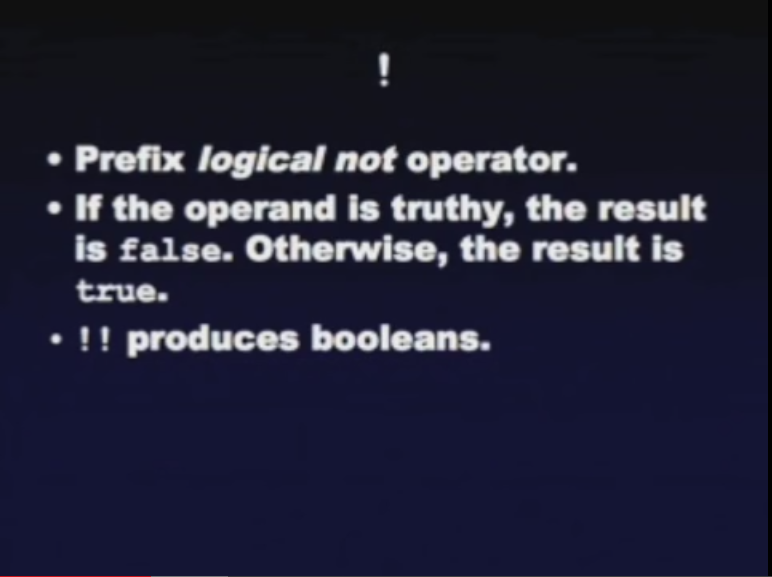 !
• Prefix logical not operator.
• If the operand is truthy, the result
is false. Otherwise, the result is
true.
• !! produces booleans.